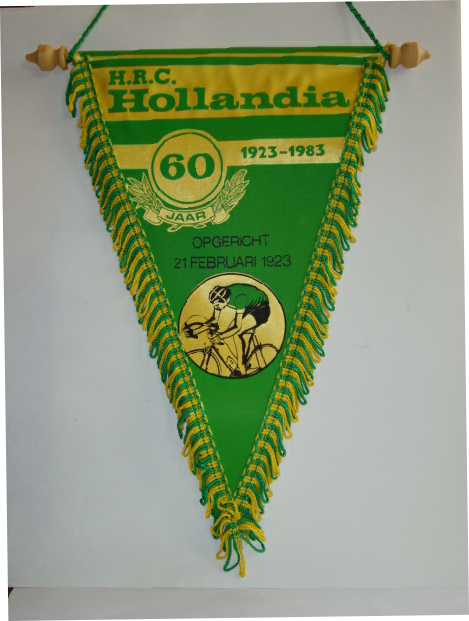 H.R.C.
Hollandia
60
JAAR
1923-1983
OPGERICHT
21 FEBRUARI 1923